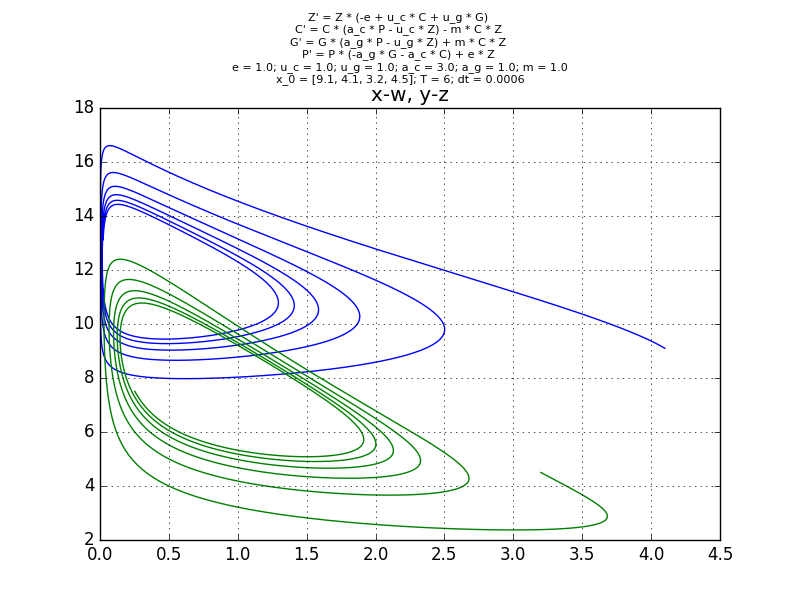 Z' = Z * (-e + u_c * C + u_g * G)
C' = C * (a_c * P - u_c * Z) - m * C * Z
G' = G * (a_g * P - u_g * Z) + m * C * Z
P' = P * (-a_g * G - a_c * C) + e * Z
e = 1.0; u_c = 1.0; u_g = 1.0; a_c = 3.0; a_g = 1.0; m = 1.0
x_0 = [9.1, 4.1, 3.2, 4.5]; T = 6; dt = 0.0006
x-w, y-z
18
16
14
12
10
8
6
4
2
0.0 0.5 1.0 1.5 2.0 2.5 3.0 3.5 4.0 4.5